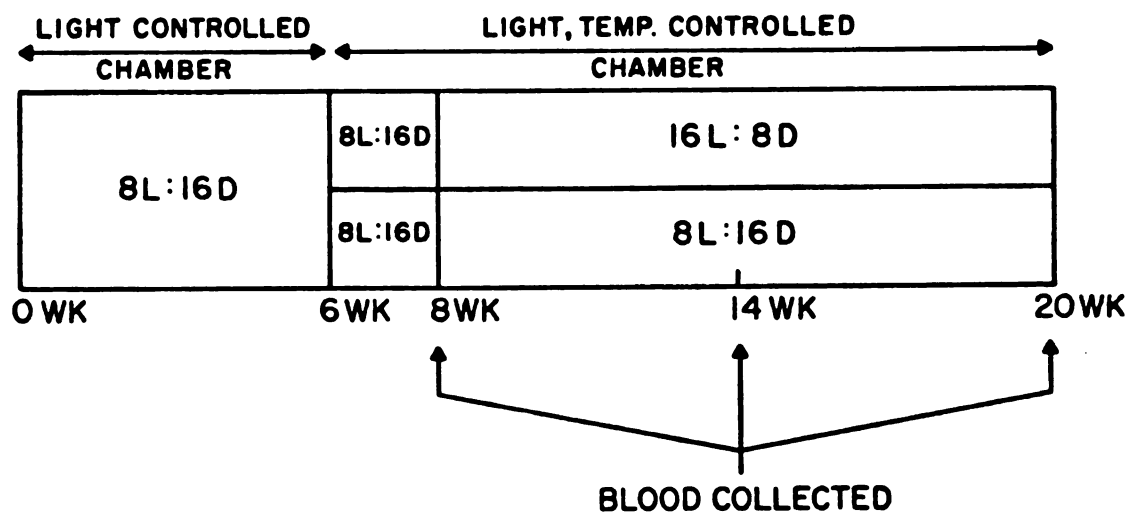 LIGHT CONTROLLED
CHAMBER
LIGHT, TEMP. CONTROLLED
CHAMBER
8L:16D
8L:16D
16L:8D
8L:16D
8L:16D
0 WK
6 WK
8 WK
14 WK
20 WK
BLOOD COLLECTED